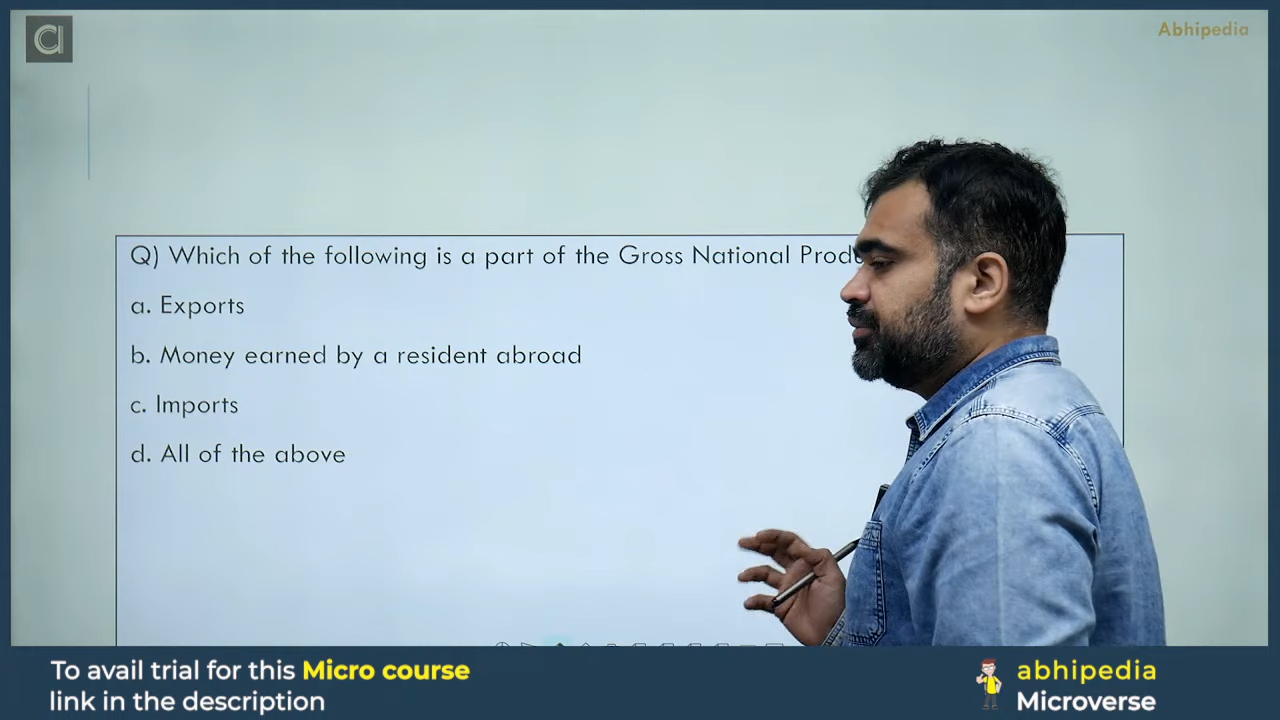 Abhipedia
Q) Which of the following is a part of the Gross National
a. Exports
b. Money earned by a resident abroad
c. Imports
d. All of the above
To avail trial for this Micro course
link in the description
abhipedia
Microverse